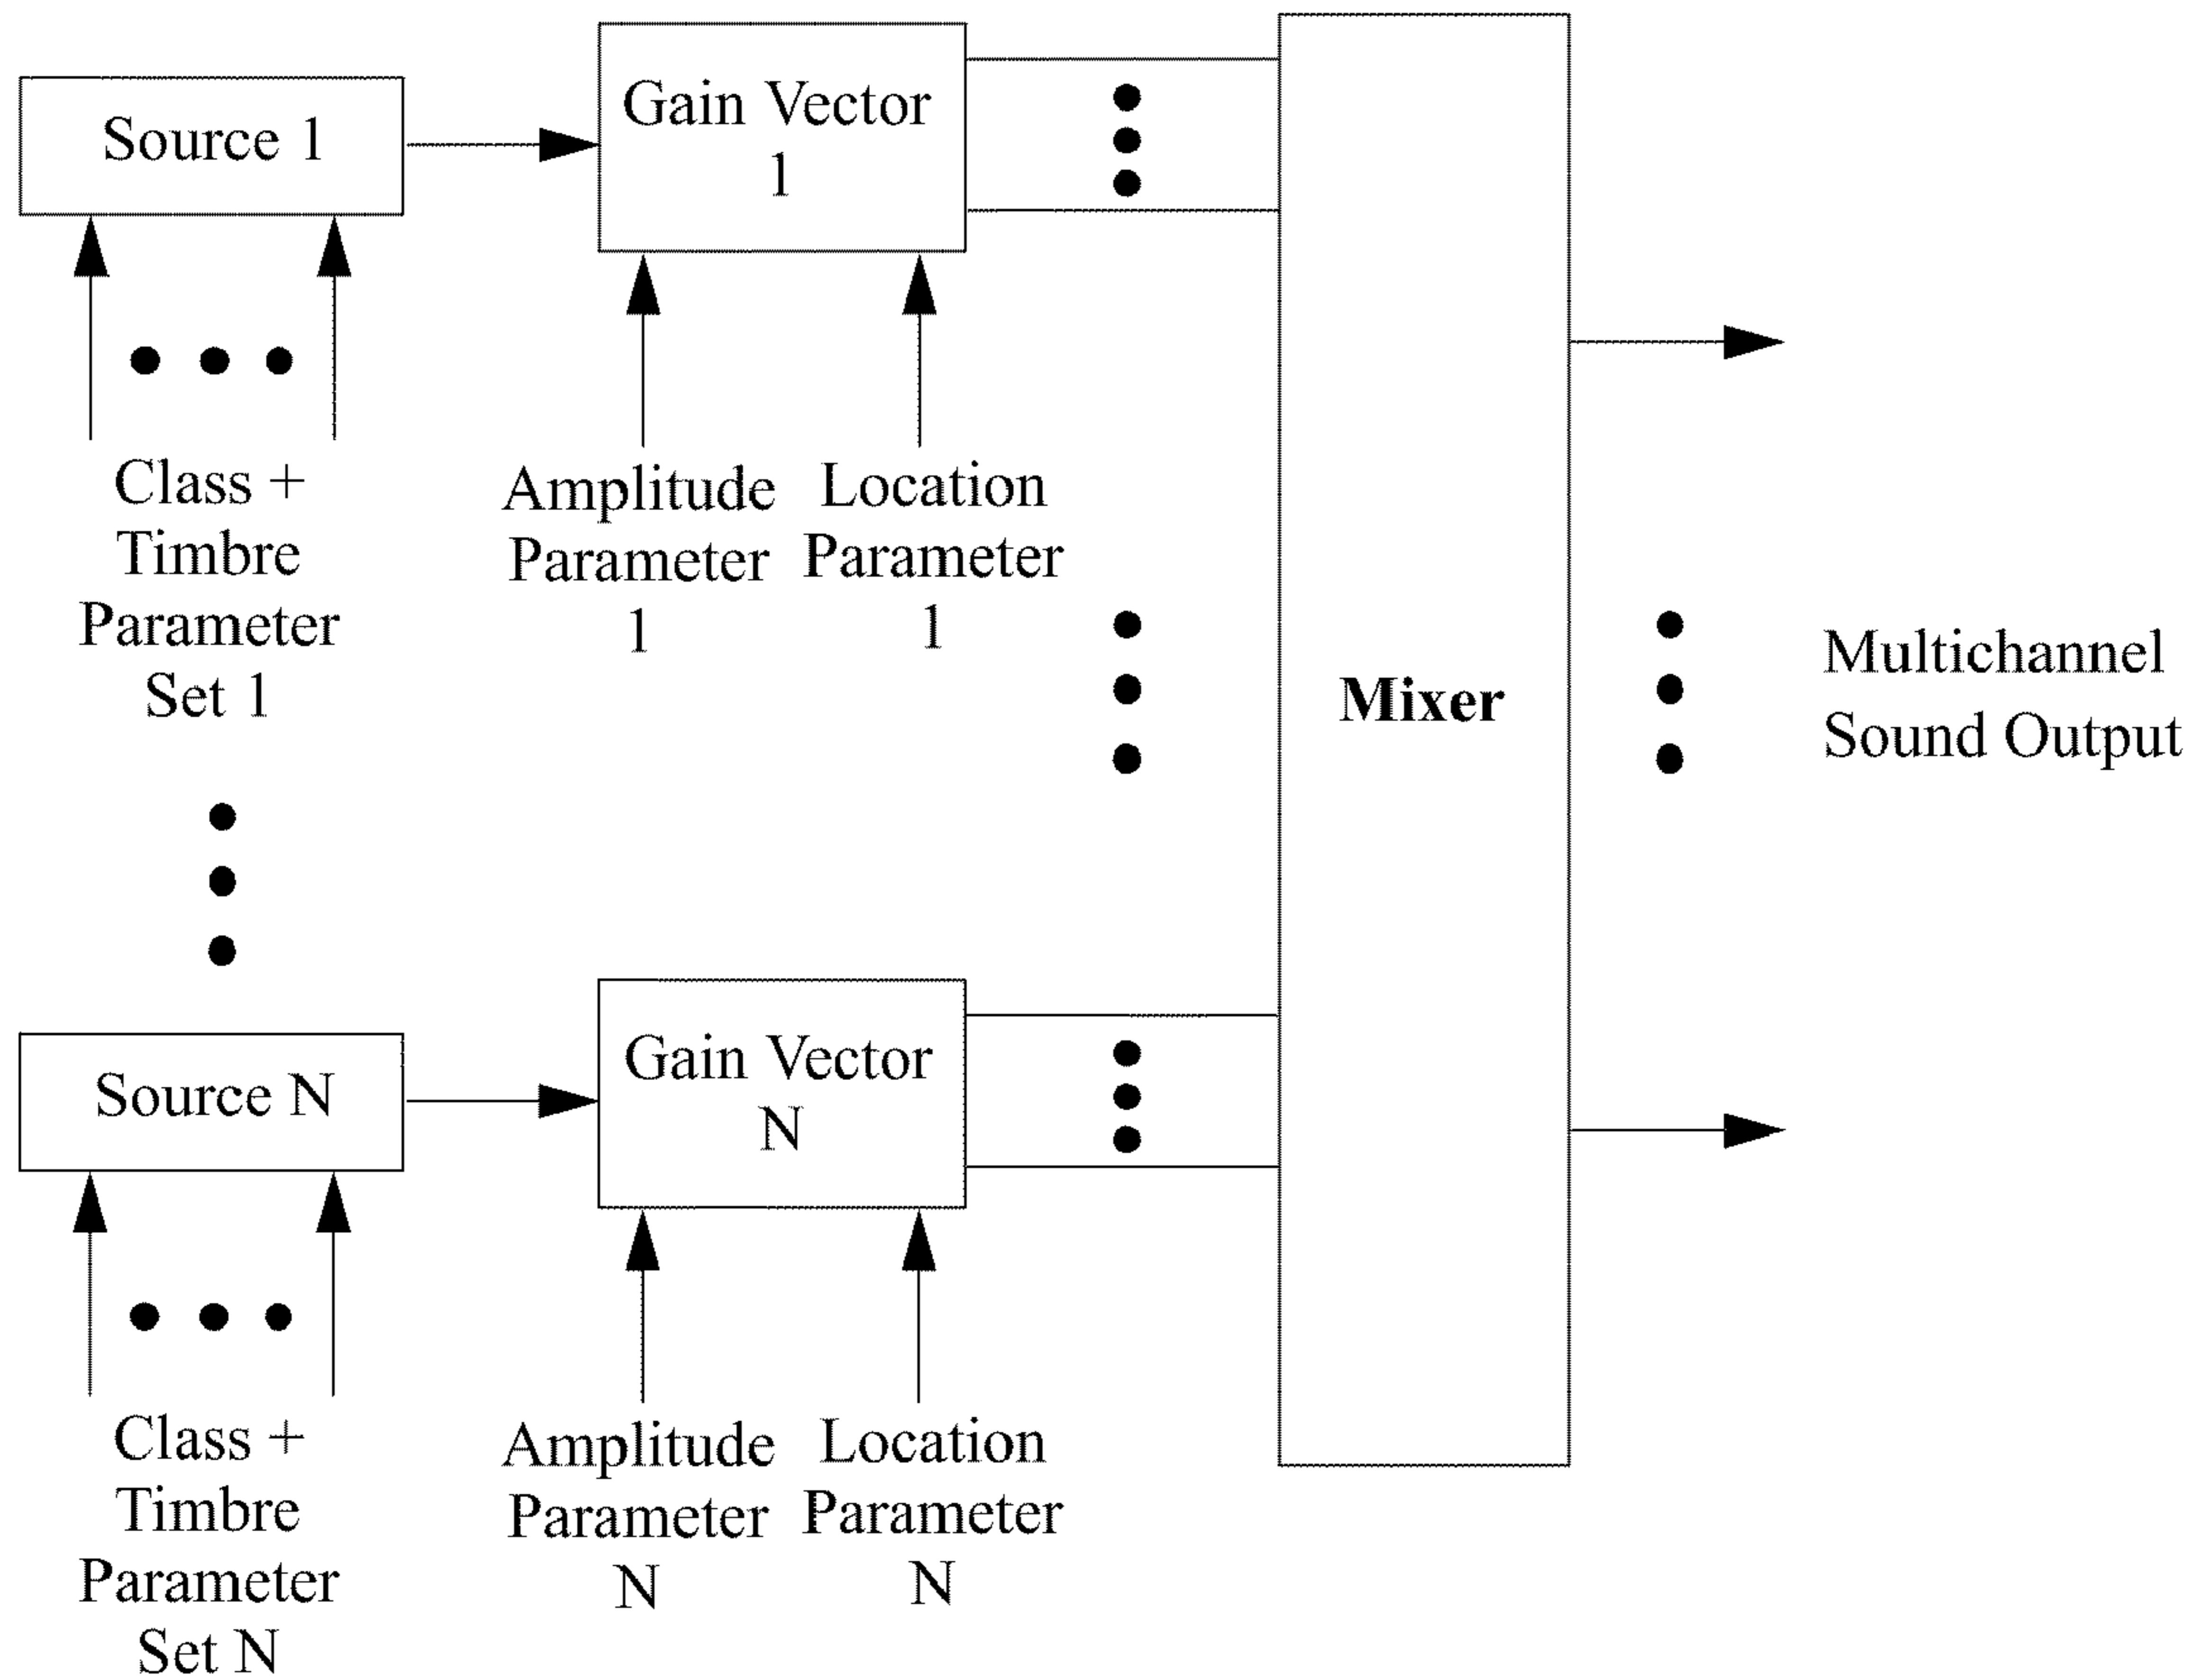 Source 1
Gain Vector
1
Class +
Timbre
Parameter
Set 1
Amplitude
Parameter
1
Location
Parameter
1
Mixer
Multichannel
Sound Output
Source N
Gain Vector
N
Class +
Timbre
Parameter
Set N
Amplitude
Parameter
N
Location
Parameter
N